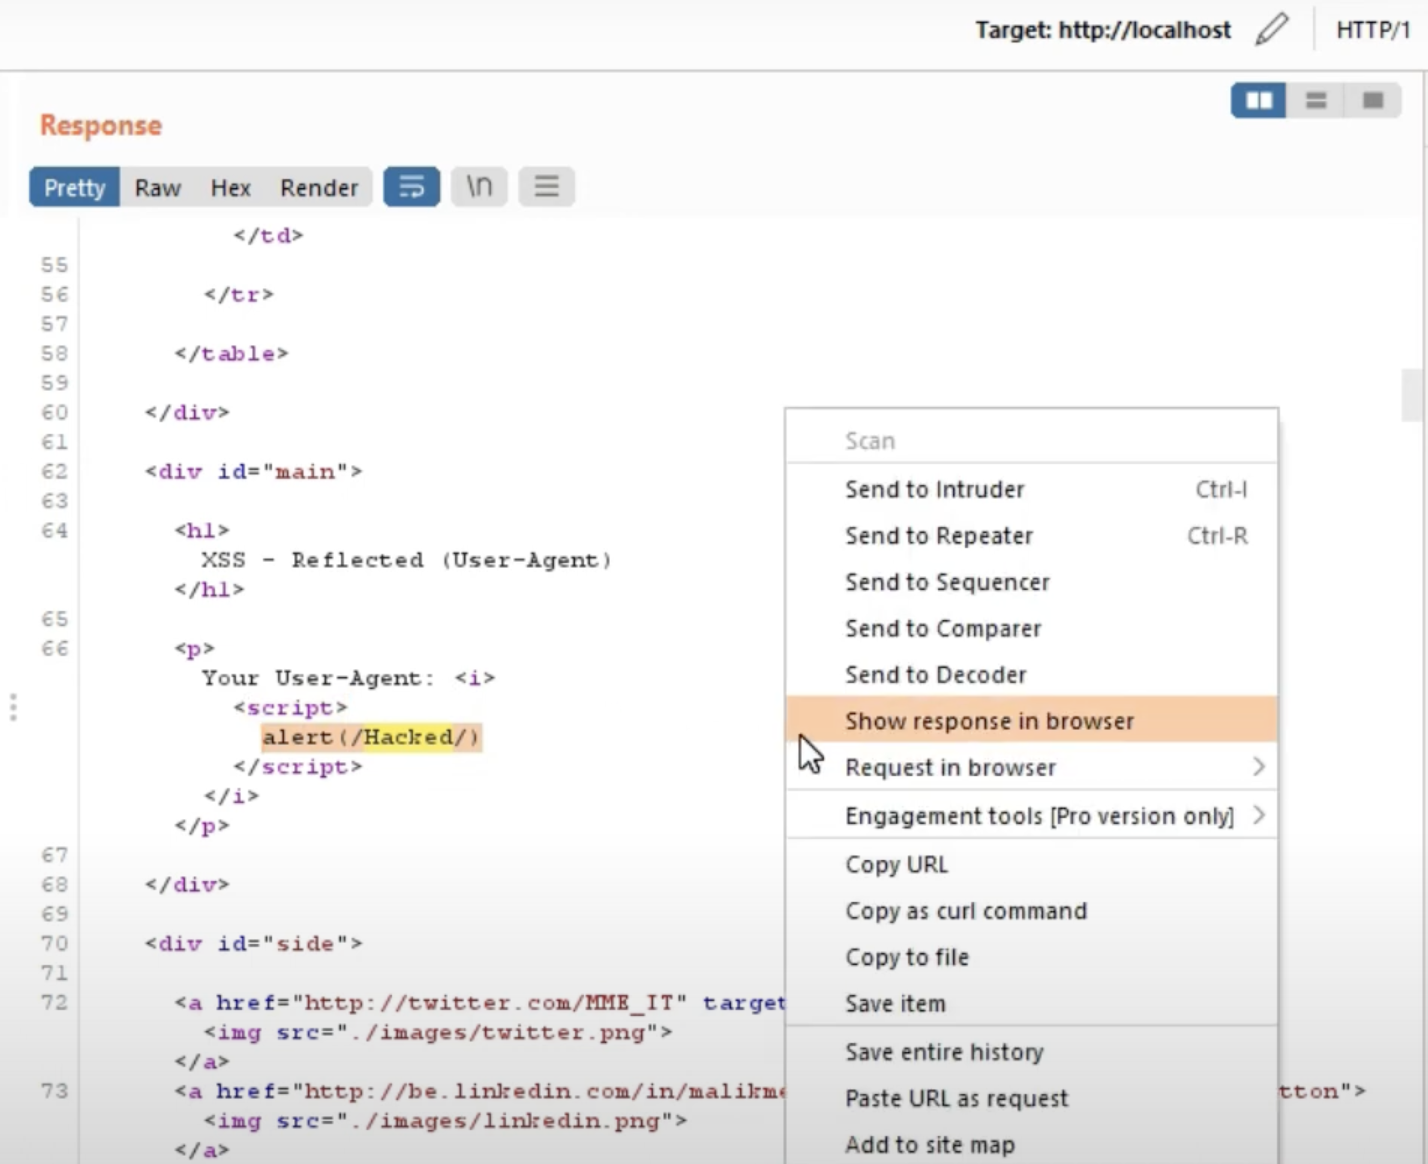 Target: http://localhost
HTTP/1
Response
Pretty Raw Hex Render \n
</td>
55
56 </tr>
57
58 </table>
59
60 </div>
61
62 <div id="main">
63
64 <h1>
XSS - Reflected (User-Agent)
</h1>
65
66 <p>
Your User-Agent: <i>
<script>
alert(/Hacked/)
</script>
</i>
</p>
67
68 </div>
69
70 <div id="side">
71
72 <a href="http://twitter.com/MME_IT" target
<img src="./images/twitter.png">
</a>
73 <a href="http://be.linkedin.com/in/malikme tton">
<img src="./images/linkedin.png">
</a>
Scan
Send to Intruder Ctrl-I
Send to Repeater Ctrl-R
Send to Sequencer
Send to Comparer
Send to Decoder
Show response in browser
Request in browser
Engagement tools [Pro version only]
Copy URL
Copy as curl command
Copy to file
Save item
Save entire history
Paste URL as request
Add to site map